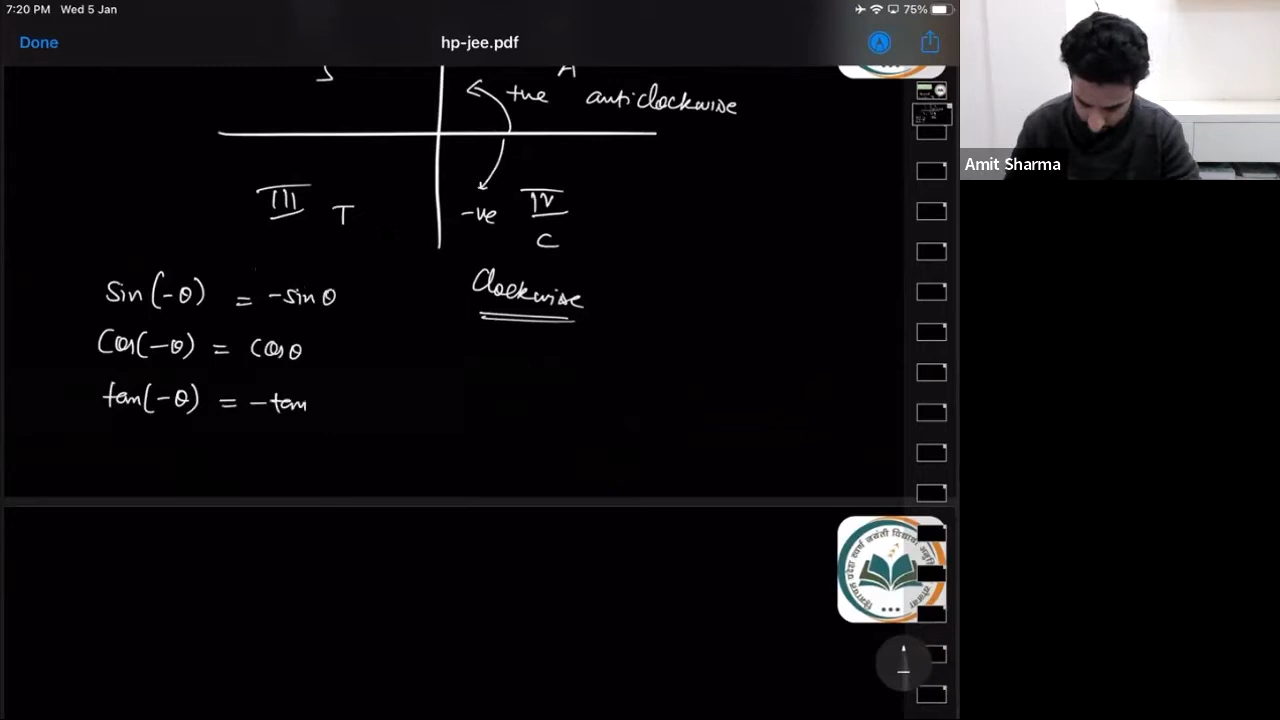 7:20 PM Wed 5 Jan
75%
Done
hp-jee.pdf
S
A
+ve anticlockwise
III T
-ve IV
C
Clockwise
Sin(-θ) = -sinθ
Cos(-θ) = Cosθ
tan(-θ) = -tan
Amit Sharma